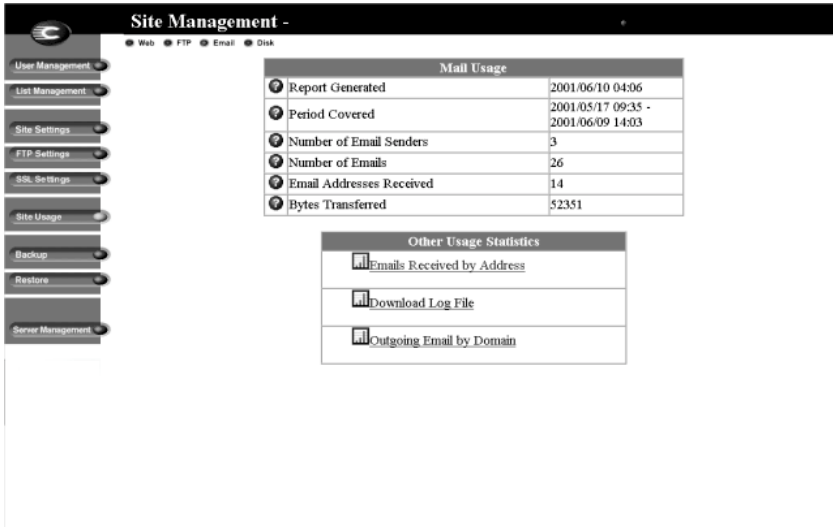 Site Management -
Web FTP Email Disk
User Management
List Management
Site Settings
FTP Settings
SSL Settings
Site Usage
Backup
Restore
Server Management
Mail Usage
Report Generated 2001/06/10 04:06
Period Covered 2001/05/17 09:35 -
2001/06/09 14:03
Number of Email Senders 3
Number of Emails 26
Email Addresses Received 14
Bytes Transferred 52351
Other Usage Statistics
Emails Received by Address
Download Log File
Outgoing Email by Domain